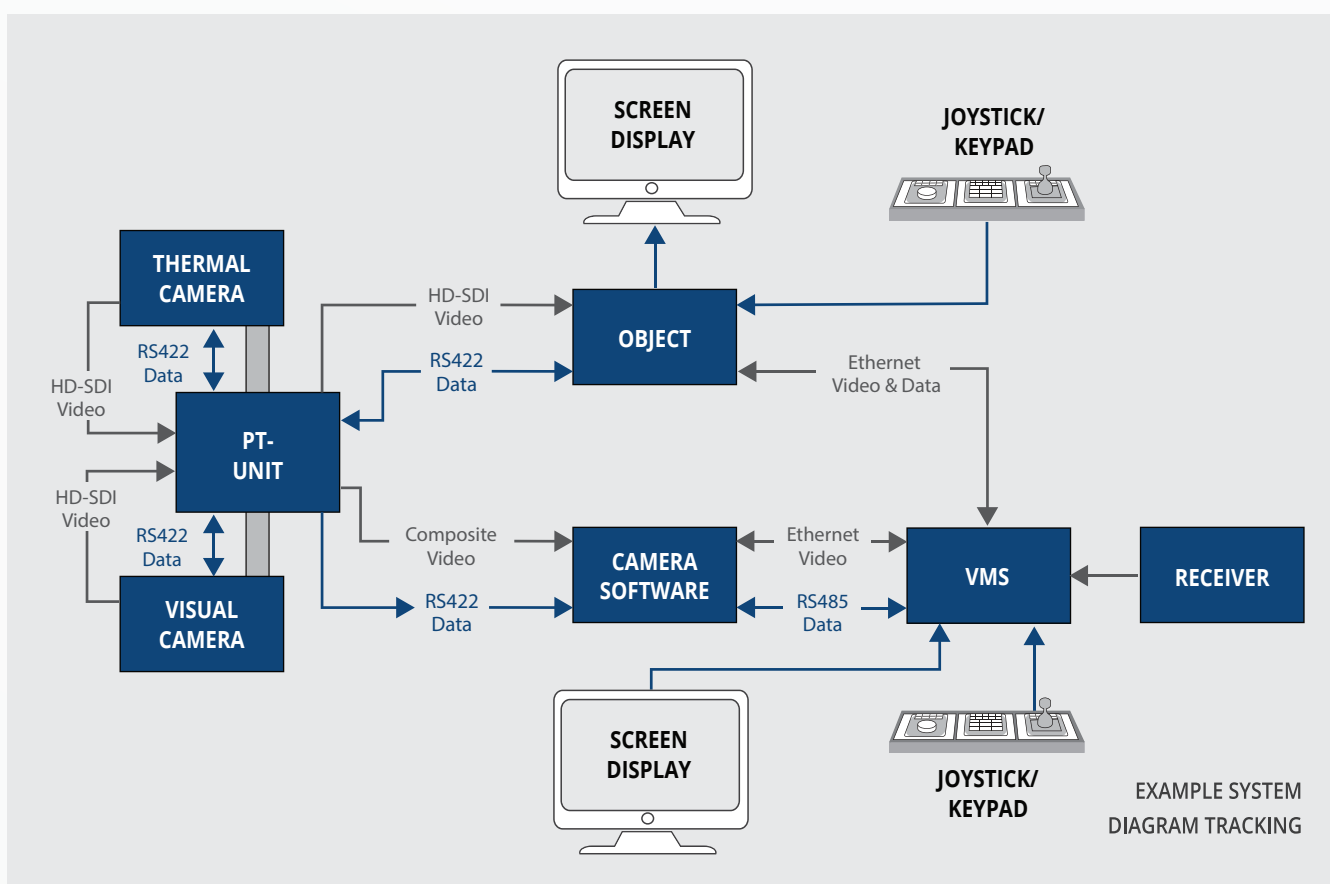 SCREEN
DISPLAY
JOYSTICK/
KEYPAD
THERMAL
CAMERA
HD-SDI
Video
OBJECT
RS422
Data
RS422
Data
Ethernet
Video & Data
HD-SDI
Video
PT-
UNIT
HD-SDI
Video
RS422
Data
Composite
Video
CAMERA
SOFTWARE
Ethernet
Video
VMS
RECEIVER
VISUAL
CAMERA
RS422
Data
RS485
Data
SCREEN
DISPLAY
JOYSTICK/
KEYPAD
EXAMPLE SYSTEM
DIAGRAM TRACKING